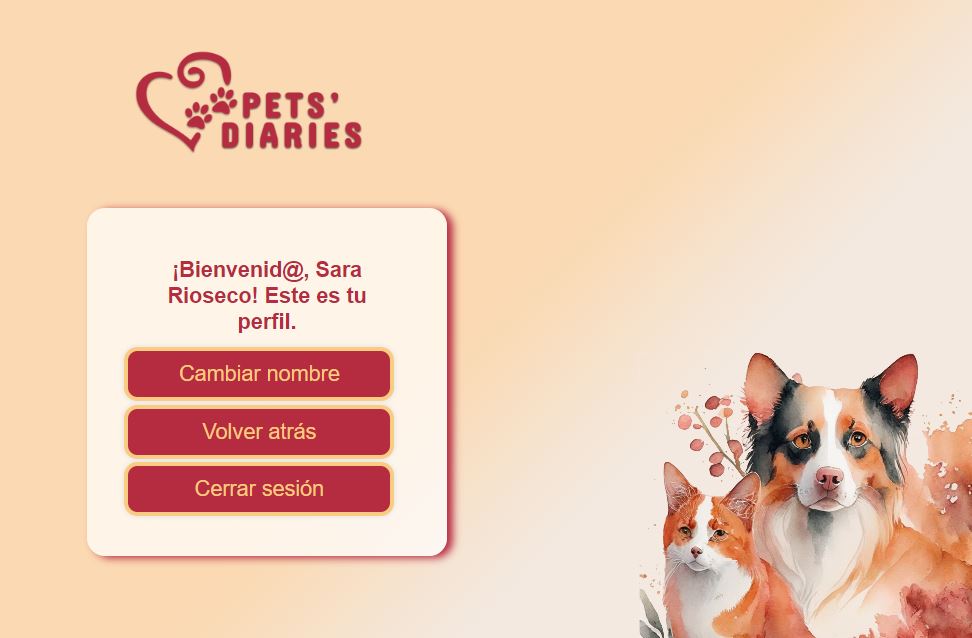 PETS'
DIARIES
¡Bienvenid@, Sara
Rioseco! Este es tu
perfil.
Cambiar nombre
Volver atrás
Cerrar sesión